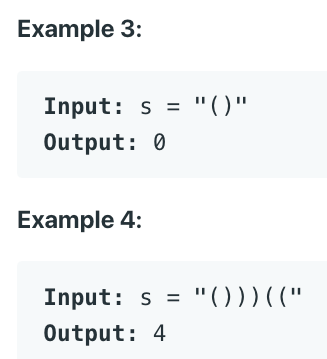 Example 3:
Input: s = "()"
Output: 0
Example 4:
Input: s = "()))(("
Output: 4